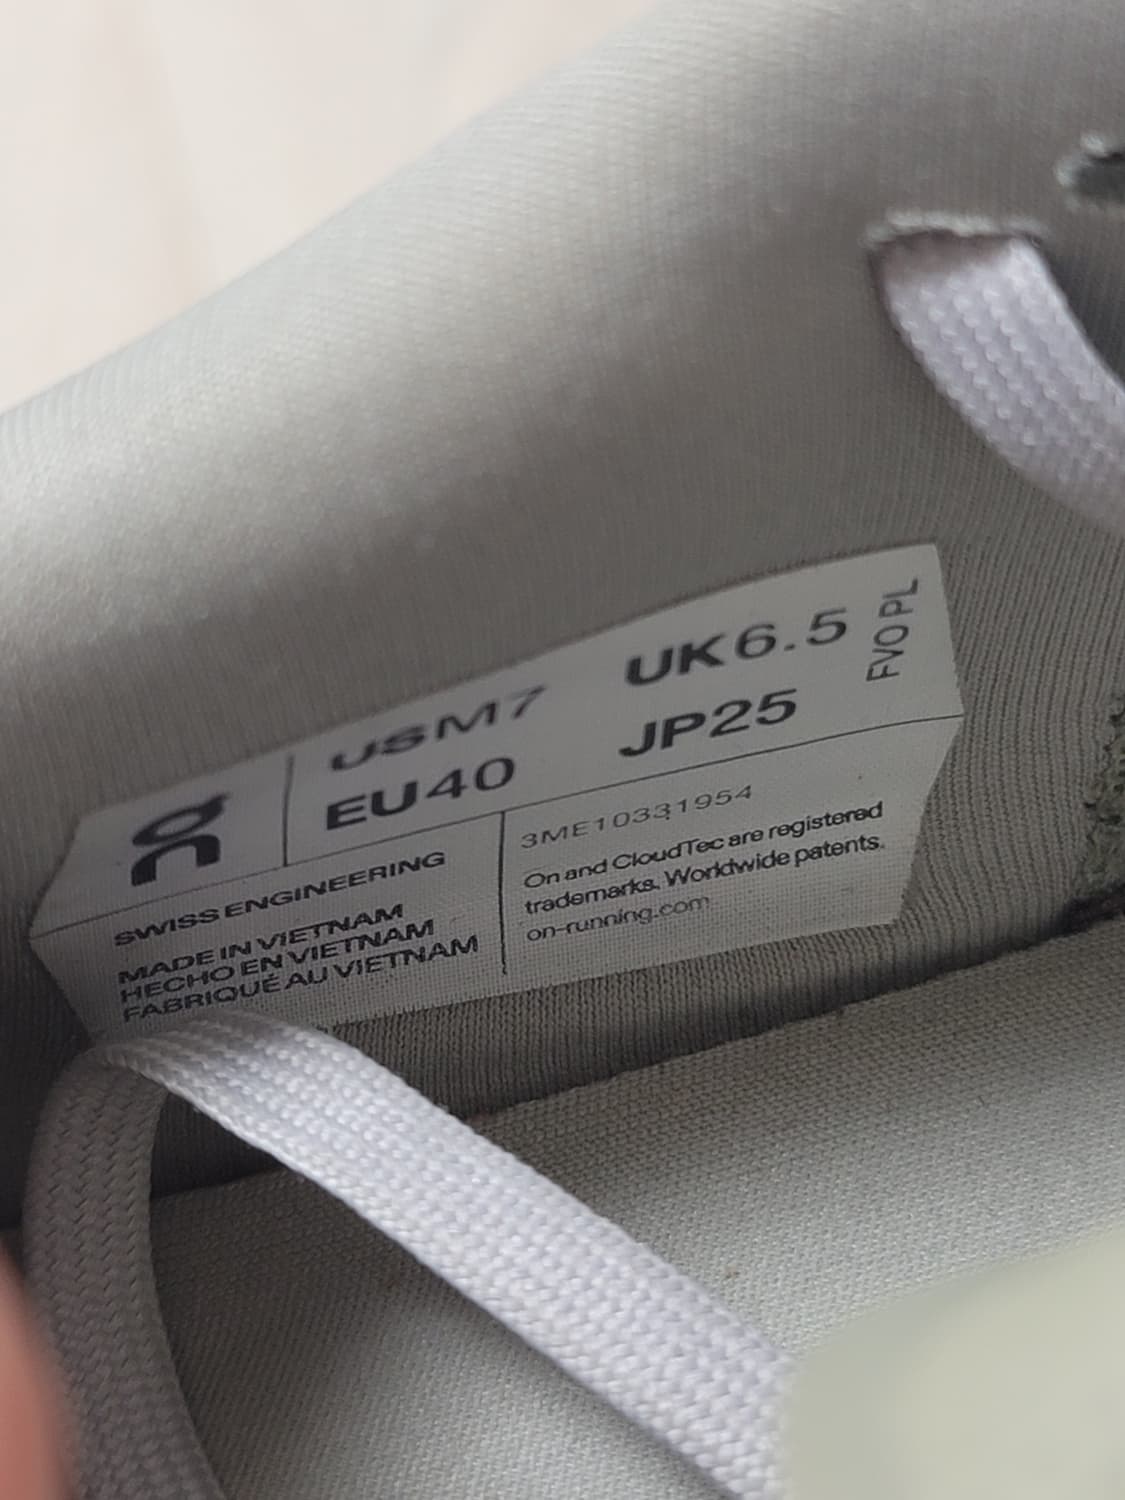 On
USM7 UK6.5
EU40 JP25
FVO PL
SWISS ENGINEERING
MADE IN VIETNAM
HECHO EN VIETNAM
FABRIQUÉ AU VIETNAM
3ME10331954
On and CloudTec are registered
trademarks. Worldwide patents.
on-running.com